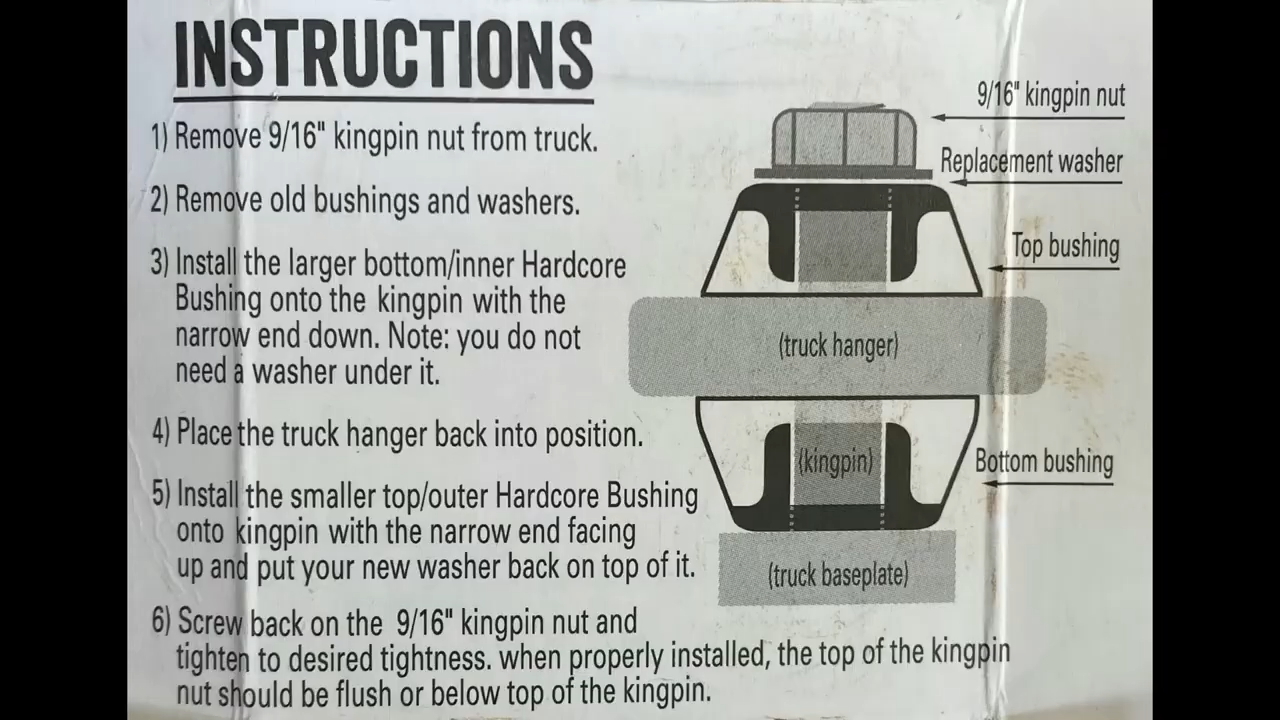 INSTRUCTIONS
1) Remove 9/16" kingpin nut from truck.
2) Remove old bushings and washers.
3) Install the larger bottom/inner Hardcore
Bushing onto the kingpin with the
narrow end down. Note: you do not
need a washer under it.
4) Place the truck hanger back into position.
5) Install the smaller top/outer Hardcore Bushing
onto kingpin with the narrow end facing
up and put your new washer back on top of it.
6) Screw back on the 9/16" kingpin nut and
tighten to desired tightness. when properly installed, the top of the kingpin
nut should be flush or below top of the kingpin.
9/16" kingpin nut
Replacement washer
Top bushing
(truck hanger)
(kingpin)
Bottom bushing
(truck baseplate)